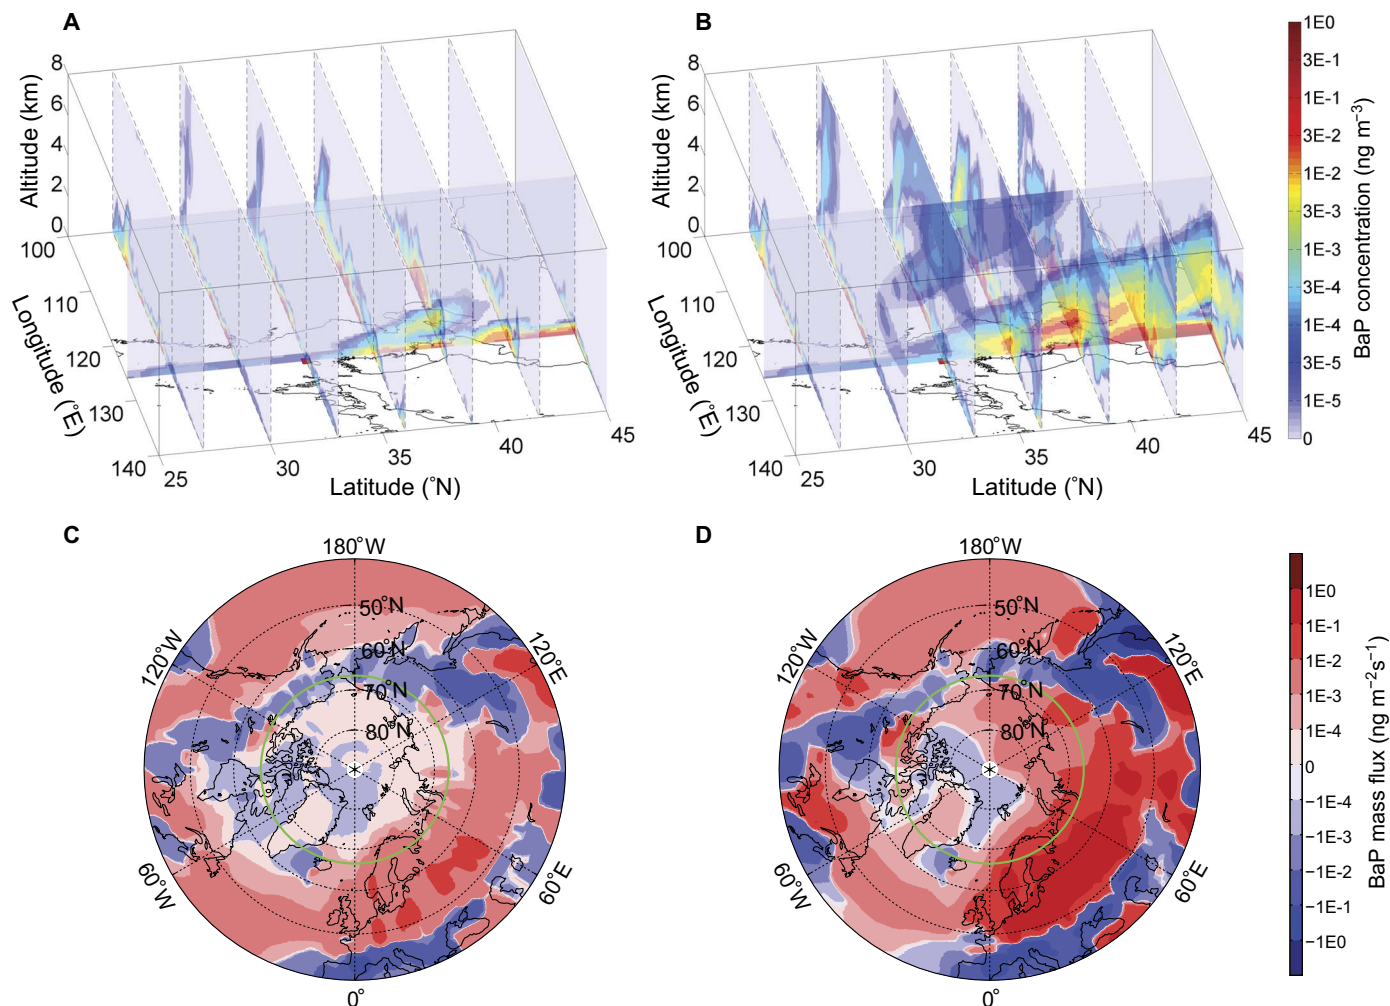 A
B
8
6
4
2
0
Altitude (km)
100
110
120
130
140
Longitude (°E)
25
30
35
40
45
Latitude (°N)
8
6
4
2
0
Altitude (km)
100
110
120
130
140
Longitude (°E)
25
30
35
40
45
Latitude (°N)
1E0
3E-1
1E-1
3E-2
1E-2
3E-3
1E-3
3E-4
1E-4
3E-5
1E-5
0
BaP concentration (ng m⁻³)
C
180°W
120°W
120°E
50°N
60°N
70°N
80°N
60°W
60°E
0°
D
180°W
120°W
120°E
50°N
60°N
70°N
80°N
60°W
60°E
0°
1E0
1E-1
1E-2
1E-3
1E-4
0
−1E-4
−1E-3
−1E-2
−1E-1
−1E0
BaP mass flux (ng m⁻²s⁻¹)